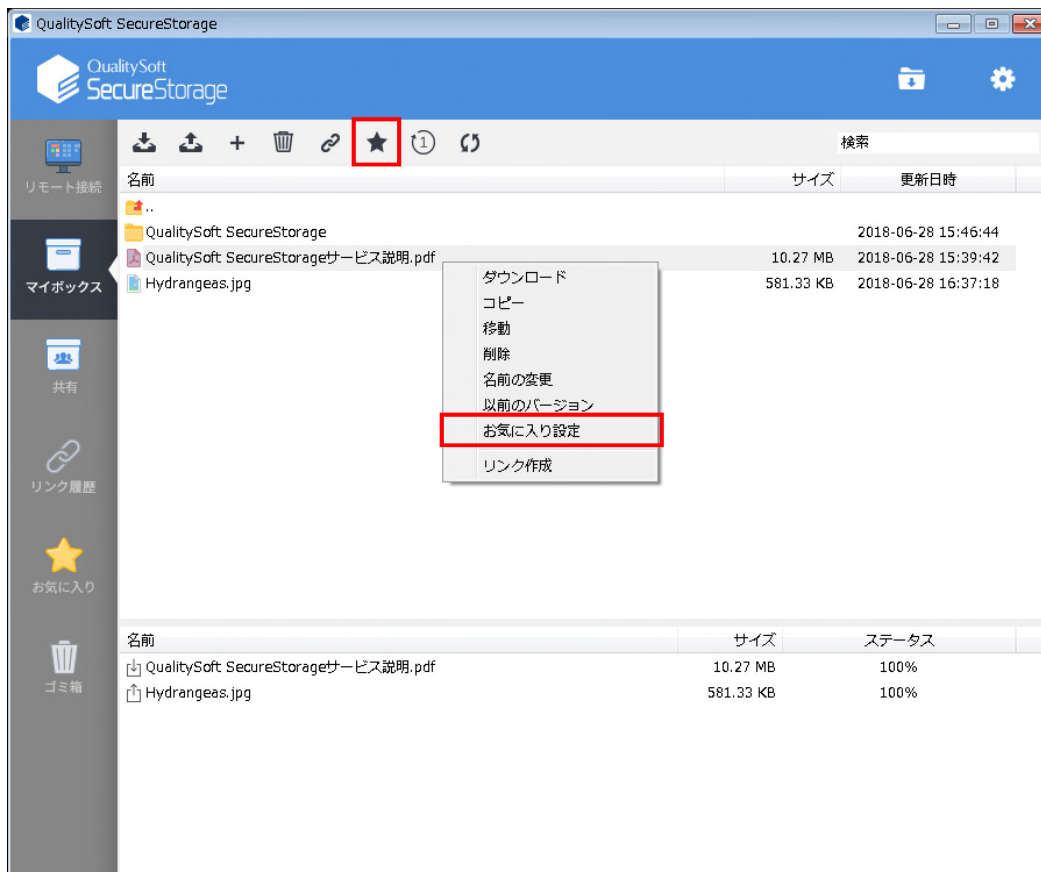 QualitySoft SecureStorage
QualitySoft
SecureStorage
検索
リモート接続
マイボックス
共有
リンク履歴
お気に入り
ゴミ箱
名前 サイズ 更新日時
..
QualitySoft SecureStorage 2018-06-28 15:46:44
QualitySoft SecureStorageサービス説明.pdf 10.27 MB 2018-06-28 15:39:42
Hydrangeas.jpg 581.33 KB 2018-06-28 16:37:18
ダウンロード
コピー
移動
削除
名前の変更
以前のバージョン
お気に入り設定
リンク作成
名前 サイズ ステータス
QualitySoft SecureStorageサービス説明.pdf 10.27 MB 100%
Hydrangeas.jpg 581.33 KB 100%